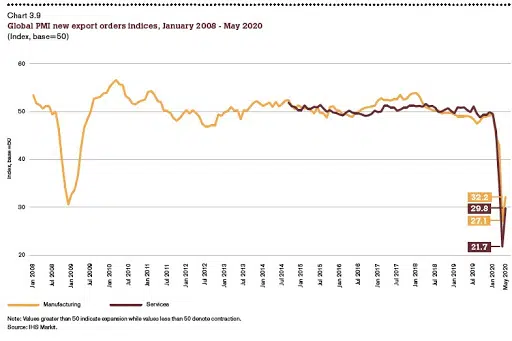 Chart 3.9
Global PMI new export orders indices, January 2008 - May 2020
(Index, base=50)
60
50
40
30
20
Index, base =50
32.2
29.8
27.1
21.7
Jan 2008
Jul 2008
Jan 2009
Jul 2009
Jan 2010
Jul 2010
Jan 2011
Jul 2011
Jan 2012
Jul 2012
Jan 2013
Jul 2013
Jan 2014
Jul 2014
Jan 2015
Jul 2015
Jan 2016
Jul 2016
Jan 2017
Jul 2017
Jan 2018
Jul 2018
Jan 2019
Jul 2019
Jan 2020
May 2020
Manufacturing
Services
Note: Values greater than 50 indicate expansion while values less than 50 denote contraction.
Source: IHS Markit.